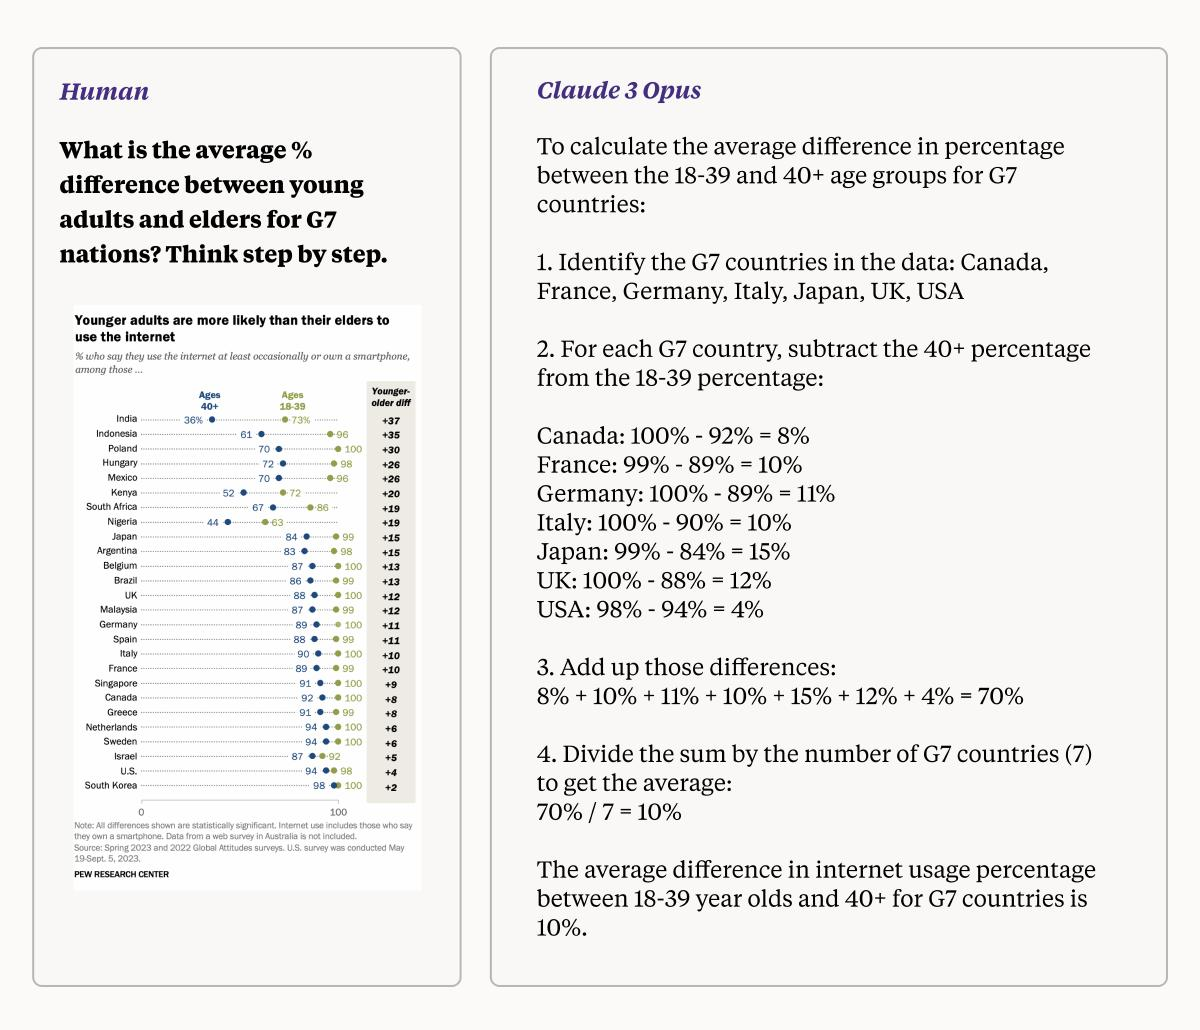 Human
What is the average %
difference between young
adults and elders for G7
nations? Think step by step.
Younger adults are more likely than their elders to
use the internet
% who say they use the internet at least occasionally or own a smartphone,
among those ...
Ages 40+
Ages 18-39
Younger-older diff
India 36% 73% +37
Indonesia 61 96 +35
Poland 70 100 +30
Hungary 72 98 +26
Mexico 70 96 +26
Kenya 52 72 +20
South Africa 67 86 +19
Nigeria 44 63 +19
Japan 84 99 +15
Argentina 83 98 +15
Belgium 87 100 +13
Brazil 86 99 +13
UK 88 100 +12
Malaysia 87 99 +12
Germany 89 100 +11
Spain 88 99 +11
Italy 90 100 +10
France 89 99 +10
Singapore 91 100 +9
Canada 92 100 +8
Greece 91 99 +8
Netherlands 94 100 +6
Sweden 94 100 +6
Israel 87 92 +5
U.S. 94 98 +4
South Korea 98 100 +2
0 100
Note: All differences shown are statistically significant. Internet use includes those who say
they own a smartphone. Data from a web survey in Australia is not included.
Source: Spring 2023 and 2022 Global Attitudes surveys. U.S. survey was conducted May
19-Sept. 5, 2023.
PEW RESEARCH CENTER
Claude 3 Opus
To calculate the average difference in percentage
between the 18-39 and 40+ age groups for G7
countries:
1. Identify the G7 countries in the data: Canada,
France, Germany, Italy, Japan, UK, USA
2. For each G7 country, subtract the 40+ percentage
from the 18-39 percentage:
Canada: 100% - 92% = 8%
France: 99% - 89% = 10%
Germany: 100% - 89% = 11%
Italy: 100% - 90% = 10%
Japan: 99% - 84% = 15%
UK: 100% - 88% = 12%
USA: 98% - 94% = 4%
3. Add up those differences:
8% + 10% + 11% + 10% + 15% + 12% + 4% = 70%
4. Divide the sum by the number of G7 countries (7)
to get the average:
70% / 7 = 10%
The average difference in internet usage percentage
between 18-39 year olds and 40+ for G7 countries is
10%.